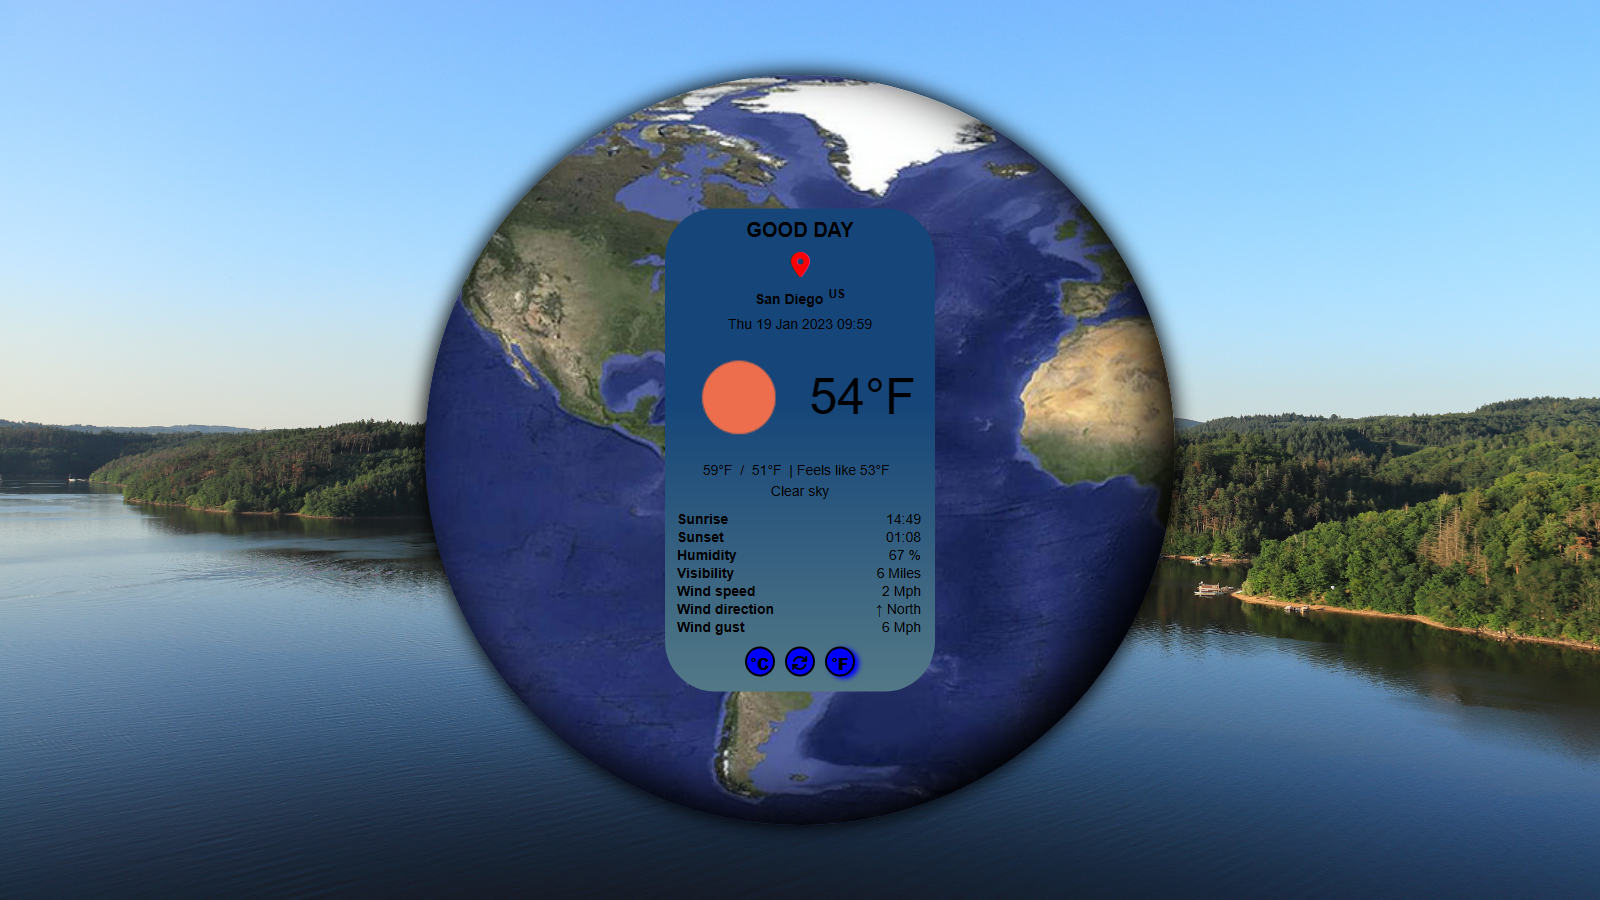 GOOD DAY
San Diego US
Thu 19 Jan 2023 09:59
54°F
59°F / 51°F | Feels like 53°F
Clear sky
Sunrise 14:49
Sunset 01:08
Humidity 67 %
Visibility 6 Miles
Wind speed 2 Mph
Wind direction ↑ North
Wind gust 6 Mph
°C °F